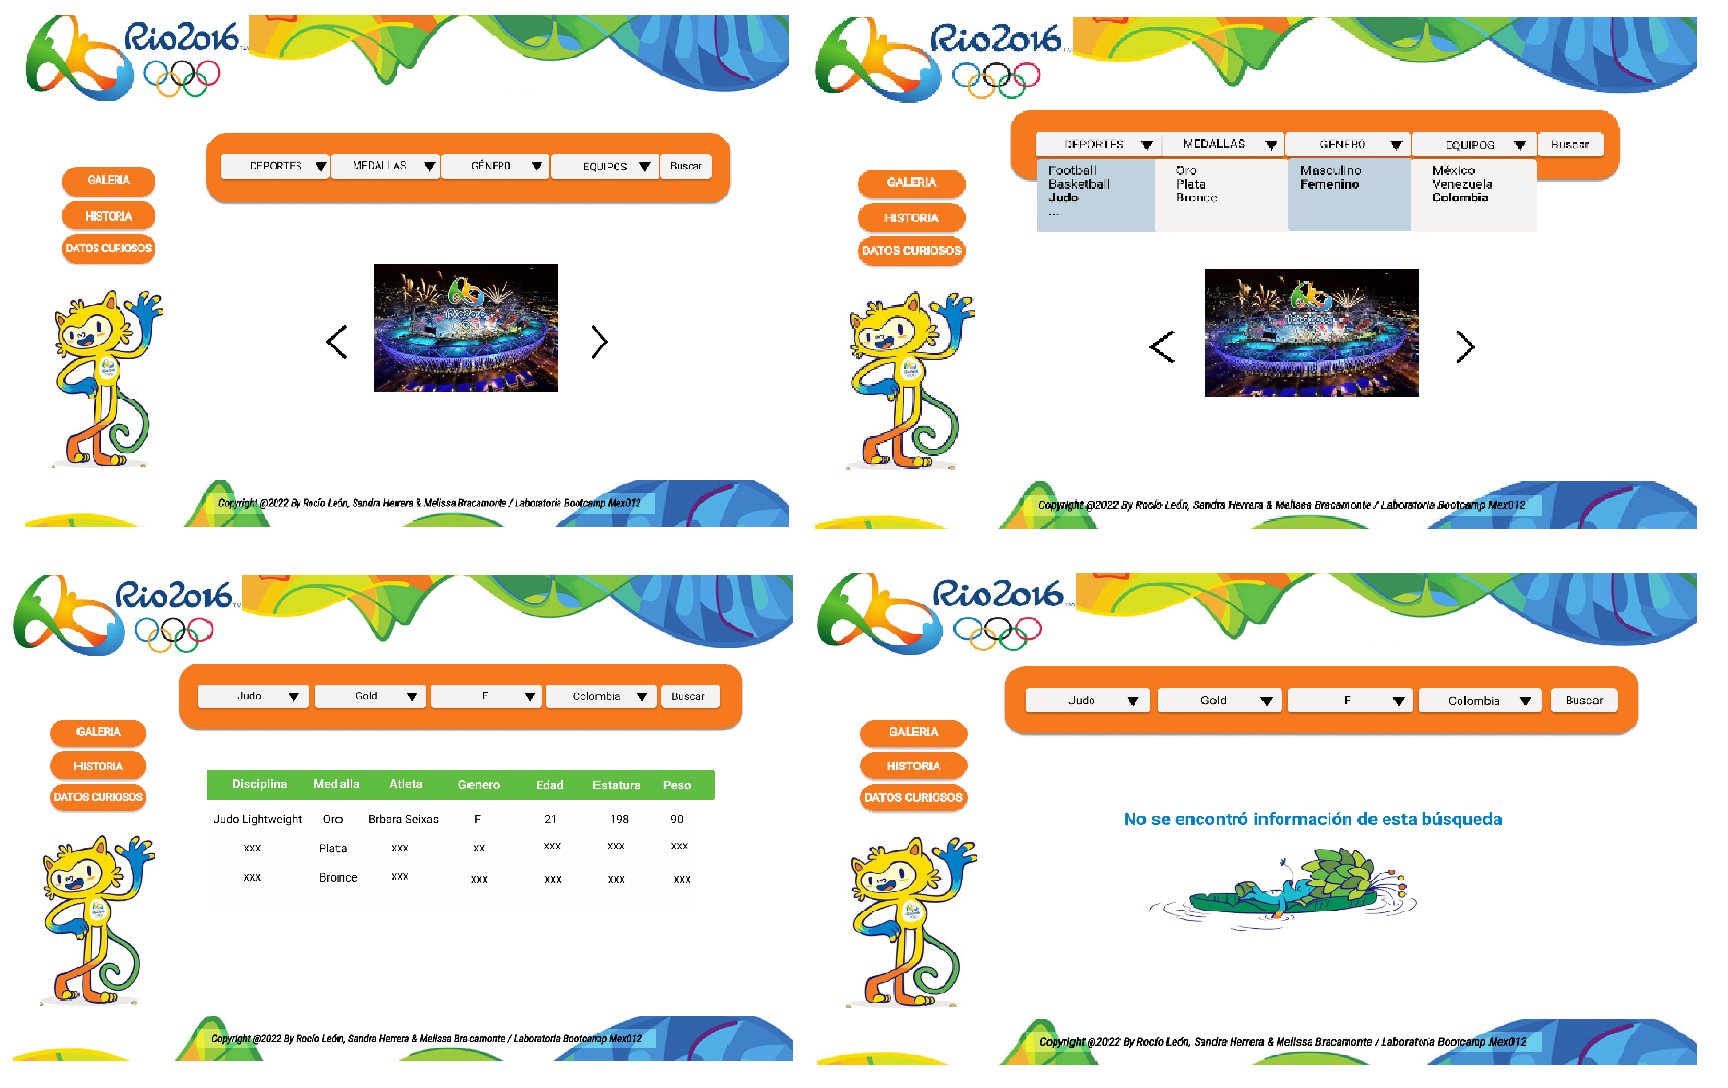 Rio2016
DEPORTES MEDALLAS GÉNERO EQUIPOS Buscar
GALERIA
HISTORIA
DATOS CURIOSOS
Copyright @2022 By Rocío León, Sandra Herrera & Melissa Bracamonte / Laboratoria Bootcamp Mex012
Rio2016
DEPORTES MEDALLAS GÉNERO EQUIPOS Buscar
Football Oro Masculino México
Basketball Plata Femenino Venezuela
Judo Bronce Colombia
...
GALERIA
HISTORIA
DATOS CURIOSOS
Copyright @2022 By Rocío León, Sandra Herrera & Melissa Bracamonte / Laboratoria Bootcamp Mex012
Rio2016
Judo Gold F Colombia Buscar
GALERIA
HISTORIA
DATOS CURIOSOS
Disciplina Medalla Atleta Genero Edad Estatura Peso
Judo Lightweight Oro Brbara Seixas F 21 198 90
xxx Platta xxx xx xxx xxx xxx
xxx Bronce xxx xxx xxx xxx xxx
Copyright @2022 By Rocío León, Sandra Herrera & Melissa Bracamonte / Laboratoria Bootcamp Mex012
Rio2016
Judo Gold F Colombia Buscar
GALERIA
HISTORIA
DATOS CURIOSOS
No se encontró información de esta búsqueda
Copyright @2022 By Rocío León, Sandra Herrera & Melissa Bracamonte / Laboratoria Bootcamp Mex012